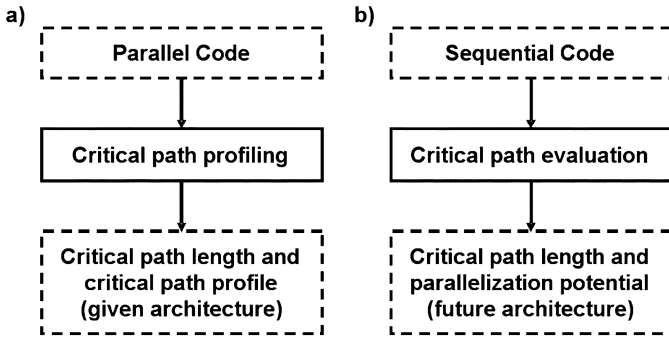 a)
Parallel Code
Critical path profiling
Critical path length and
critical path profile
(given architecture)
b)
Sequential Code
Critical path evaluation
Critical path length and
parallelization potential
(future architecture)